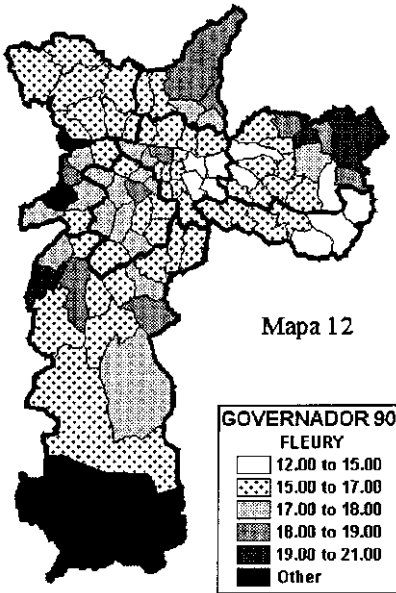 Mapa 12
GOVERNADOR 90
FLEURY
12.00 to 15.00
15.00 to 17.00
17.00 to 18.00
18.00 to 19.00
19.00 to 21.00
Other